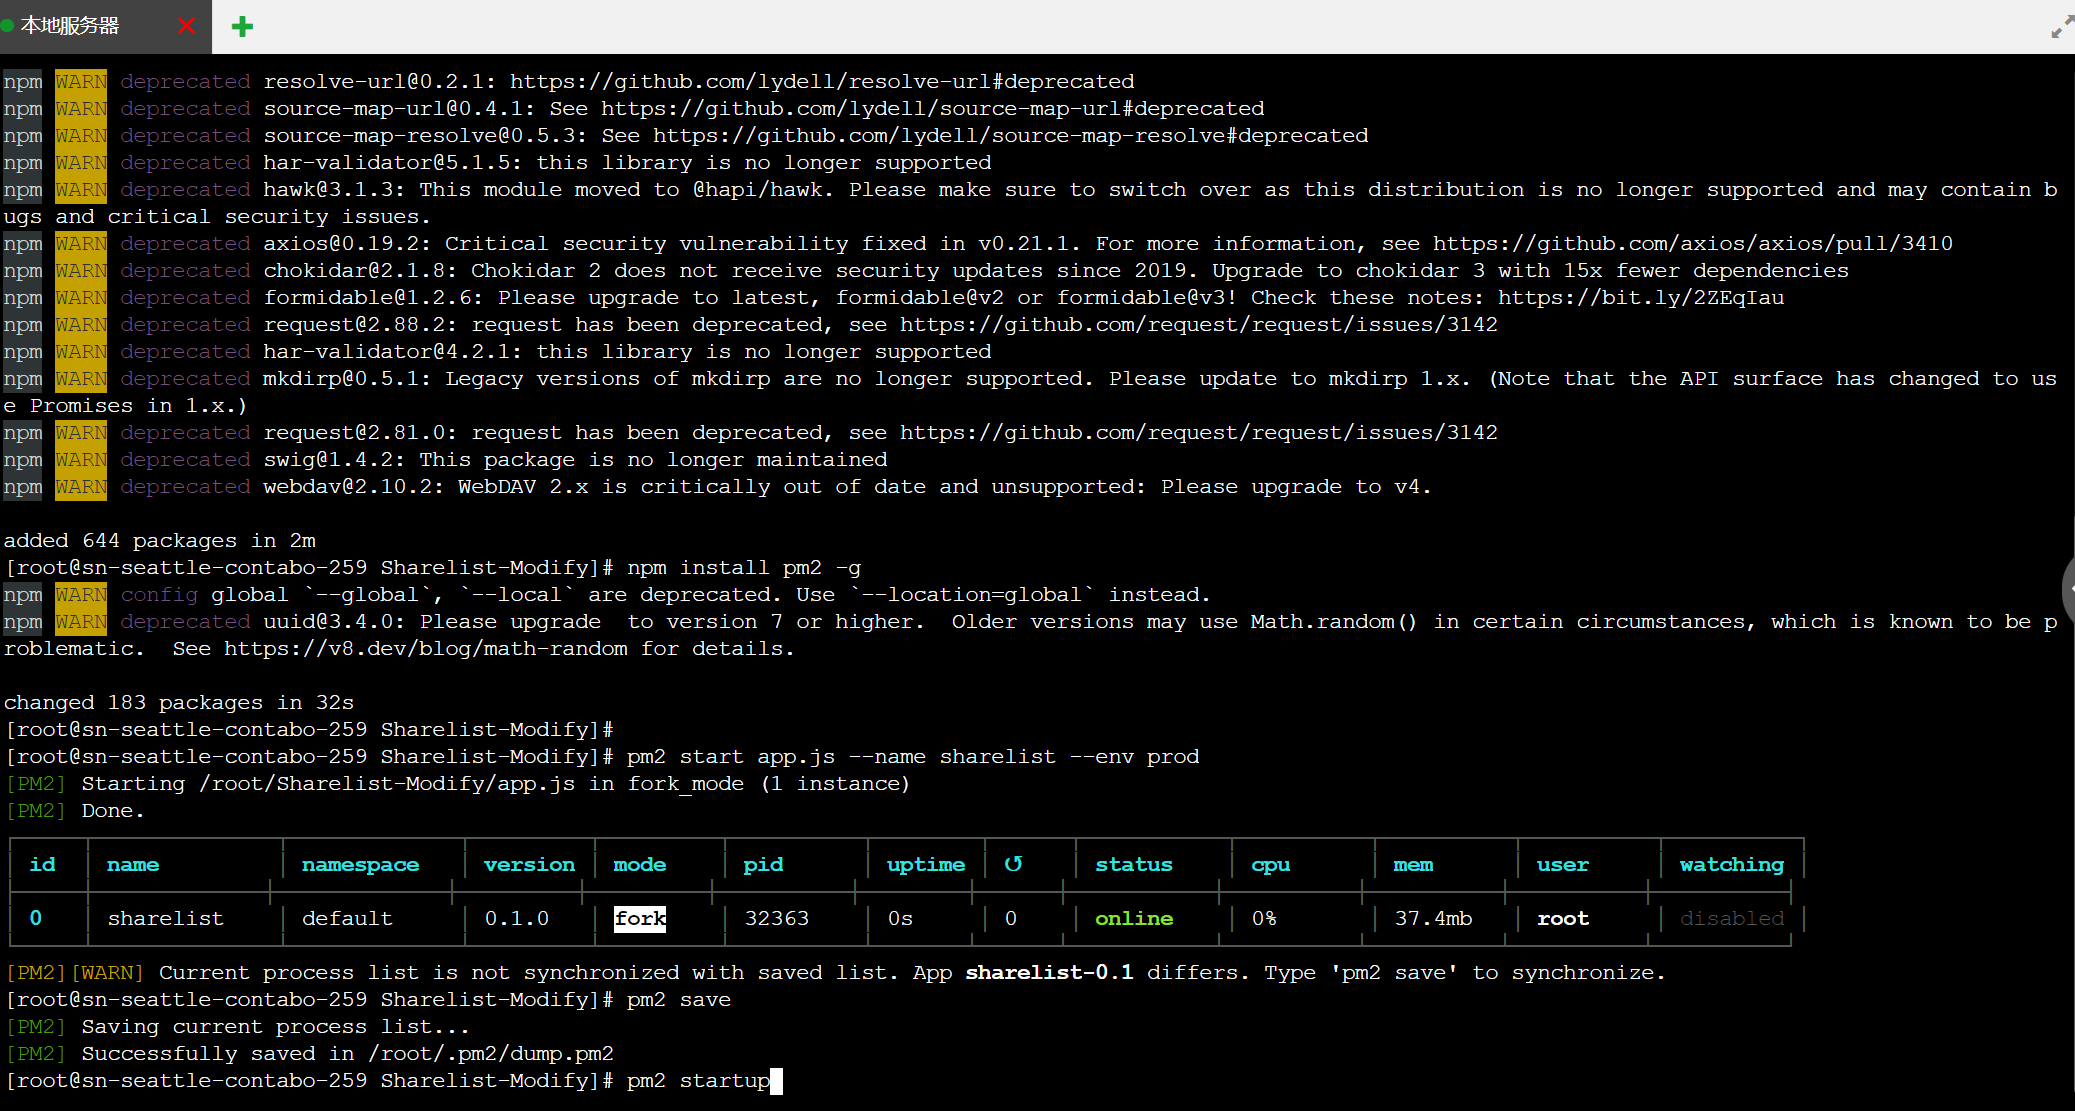 本地服务器
npm WARN deprecated resolve-url@0.2.1: https://github.com/lydell/resolve-url#deprecated
npm WARN deprecated source-map-url@0.4.1: See https://github.com/lydell/source-map-url#deprecated
npm WARN deprecated source-map-resolve@0.5.3: See https://github.com/lydell/source-map-resolve#deprecated
npm WARN deprecated har-validator@5.1.5: this library is no longer supported
npm WARN deprecated hawk@3.1.3: This module moved to @hapi/hawk. Please make sure to switch over as this distribution is no longer supported and may contain b
ugs and critical security issues.
npm WARN deprecated axios@0.19.2: Critical security vulnerability fixed in v0.21.1. For more information, see https://github.com/axios/axios/pull/3410
npm WARN deprecated chokidar@2.1.8: Chokidar 2 does not receive security updates since 2019. Upgrade to chokidar 3 with 15x fewer dependencies
npm WARN deprecated formidable@1.2.6: Please upgrade to latest, formidable@v2 or formidable@v3! Check these notes: https://bit.ly/2ZEqIau
npm WARN deprecated request@2.88.2: request has been deprecated, see https://github.com/request/request/issues/3142
npm WARN deprecated har-validator@4.2.1: this library is no longer supported
npm WARN deprecated mkdirp@0.5.1: Legacy versions of mkdirp are no longer supported. Please update to mkdirp 1.x. (Note that the API surface has changed to us
e Promises in 1.x.)
npm WARN deprecated request@2.81.0: request has been deprecated, see https://github.com/request/request/issues/3142
npm WARN deprecated swig@1.4.2: This package is no longer maintained
npm WARN deprecated webdav@2.10.2: WebDAV 2.x is critically out of date and unsupported: Please upgrade to v4.
added 644 packages in 2m
[root@sn-seattle-contabo-259 Sharelist-Modify]# npm install pm2 -g
npm WARN config global `--global`, `--local` are deprecated. Use `--location=global` instead.
npm WARN deprecated uuid@3.4.0: Please upgrade  to version 7 or higher.  Older versions may use Math.random() in certain circumstances, which is known to be p
roblematic.  See https://v8.dev/blog/math-random for details.
changed 183 packages in 32s
[root@sn-seattle-contabo-259 Sharelist-Modify]#
[root@sn-seattle-contabo-259 Sharelist-Modify]# pm2 start app.js --name sharelist --env prod
[PM2] Starting /root/Sharelist-Modify/app.js in fork_mode (1 instance)
[PM2] Done.
id name namespace version mode pid uptime ↺ status cpu mem user watching
0 sharelist default 0.1.0 fork 32363 0s 0 online 0% 37.4mb root disabled
[PM2][WARN] Current process list is not synchronized with saved list. App sharelist-0.1 differs. Type 'pm2 save' to synchronize.
[root@sn-seattle-contabo-259 Sharelist-Modify]# pm2 save
[PM2] Saving current process list...
[PM2] Successfully saved in /root/.pm2/dump.pm2
[root@sn-seattle-contabo-259 Sharelist-Modify]# pm2 startup